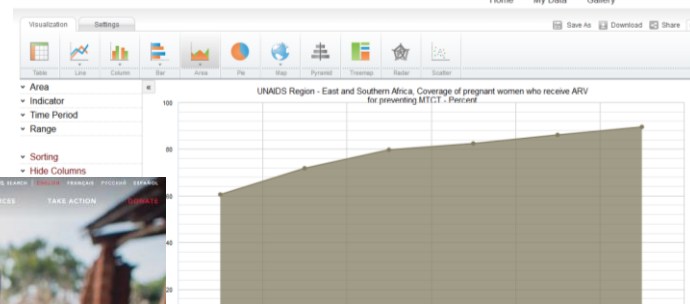 Home My Data Gallery
Visualization Settings
Save As Download Share
Table Line Column Bar Area Pie Map Pyramid Treemap Radar Scatter
Area
Indicator
Time Period
Range
Sorting
Hide Columns
«
UNAIDS Region - East and Southern Africa, Coverage of pregnant women who receive ARV
for preventing MTCT - Percent
100
80
60
40
20
SEARCH ENGLISH FRANÇAIS РУССКИЙ ESPAÑOL
TAKE ACTION DONATE